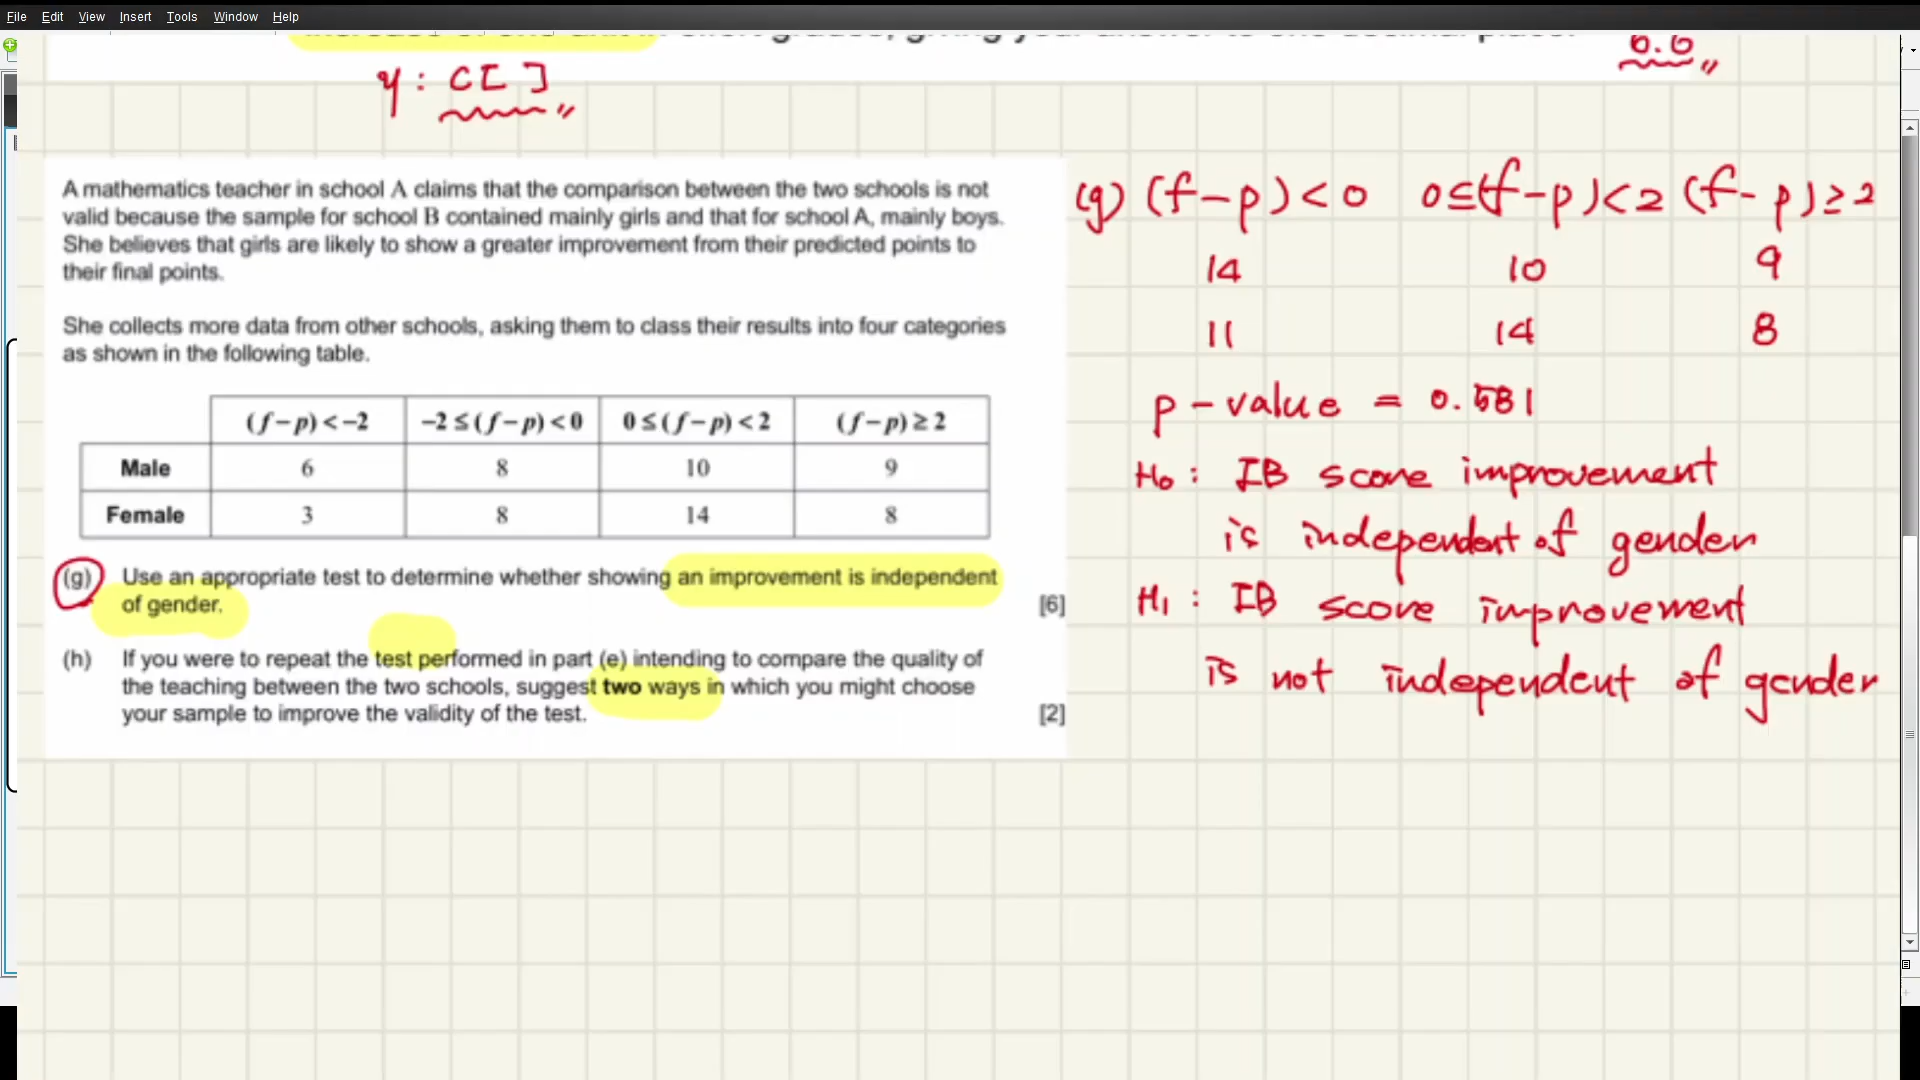 File Edit View Insert Tools Window Help
6.6
y : C[ ]
A mathematics teacher in school A claims that the comparison between the two schools is not
valid because the sample for school B contained mainly girls and that for school A, mainly boys.
She believes that girls are likely to show a greater improvement from their predicted points to
their final points.
She collects more data from other schools, asking them to class their results into four categories
as shown in the following table.
(f−p) < −2 −2 ≤ (f−p) < 0 0 ≤ (f−p) < 2 (f−p) ≥ 2
Male 6 8 10 9
Female 3 8 14 8
(g) Use an appropriate test to determine whether showing an improvement is independent
of gender. [6]
(h) If you were to repeat the test performed in part (e) intending to compare the quality of
the teaching between the two schools, suggest two ways in which you might choose
your sample to improve the validity of the test. [2]
(g) (f−p) < 0 0 ≤ (f−p) < 2 (f−p) ≥ 2
14 10 9
11 14 8
p-value = 0.581
H₀ : IB score improvement
is independent of gender
H₁ : IB score improvement
is not independent of gender